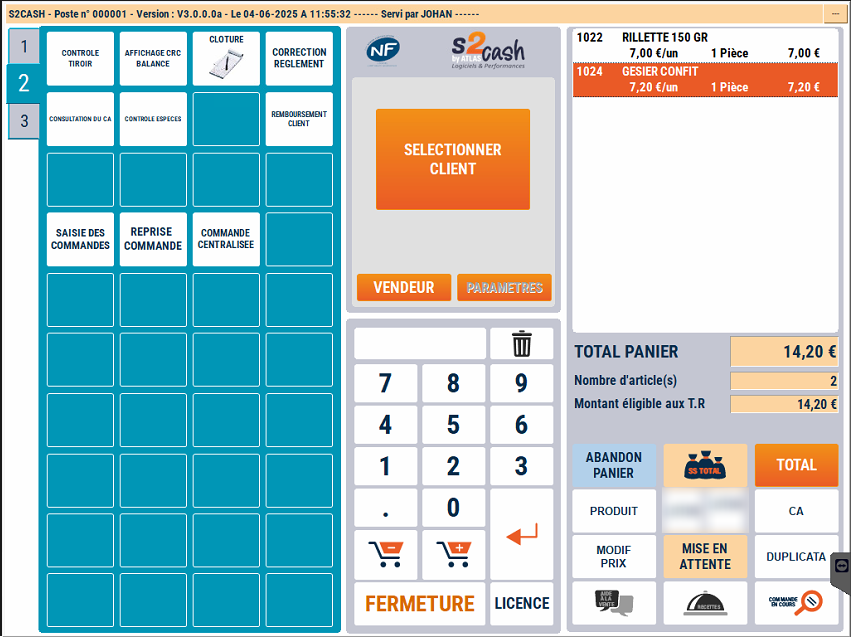 S2CASH - Poste n° 000001 - Version : V3.0.0.0a - Le 04-06-2025 A 11:55:32 ------ Servi par JOHAN ------
1
2
3
CONTROLE
TIROIR
AFFICHAGE CRC
BALANCE
CLOTURE
CORRECTION
REGLEMENT
CONSULTATION DU CA
CONTROLE ESPECES
REMBOURSEMENT
CLIENT
SAISIE DES
COMMANDES
REPRISE
COMMANDE
COMMANDE
CENTRALISEE
NF
S2cash
by ATLAS
Logiciels & Performances
SELECTIONNER
CLIENT
VENDEUR
PARAMETRES
7 8 9
4 5 6
1 2 3
. 0
FERMETURE
LICENCE
1022 RILLETTE 150 GR
7,00 €/un 1 Pièce 7,00 €
1024 GESIER CONFIT
7,20 €/un 1 Pièce 7,20 €
TOTAL PANIER 14,20 €
Nombre d'article(s) 2
Montant éligible aux T.R 14,20 €
ABANDON
PANIER
SS TOTAL
TOTAL
PRODUIT
CA
MODIF
PRIX
MISE EN
ATTENTE
DUPLICATA
AIDE
A LA
VENTE
RECETTES
COMMANDE
EN COURS